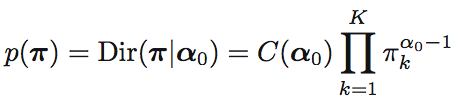 p(π) = Dir(π|α₀) = C(α₀) ∏_{k=1}^{K} π_k^{α₀−1}